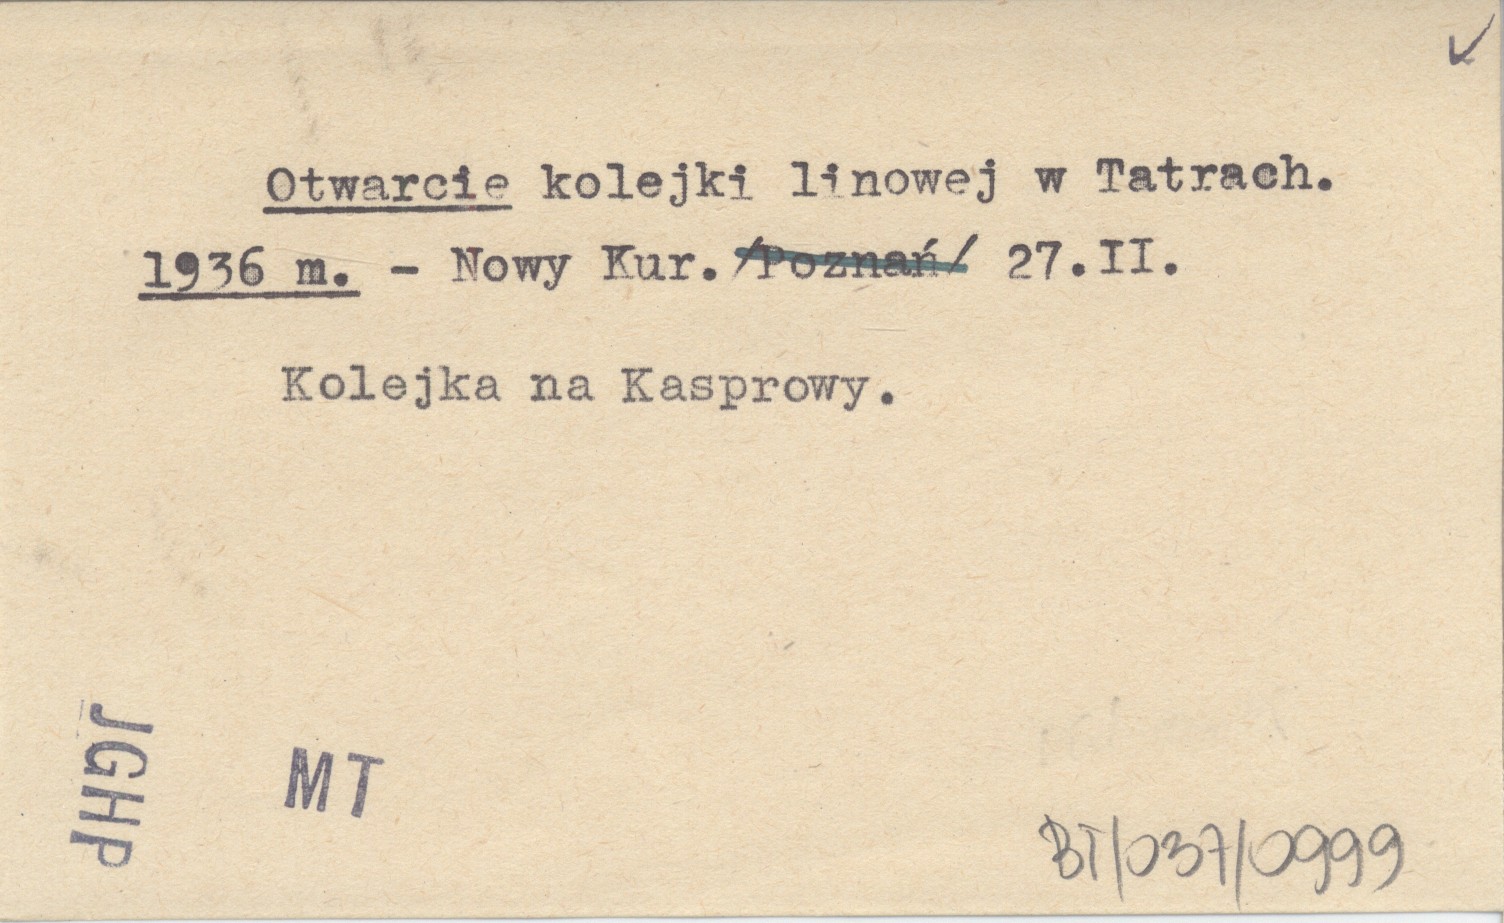 Otwarcie kolejki linowej w Tatrach.
1936 m. - Nowy Kur. /Poznań/ 27.II.
Kolejka na Kasprowy.
JGHP
MT
BT/037/0999